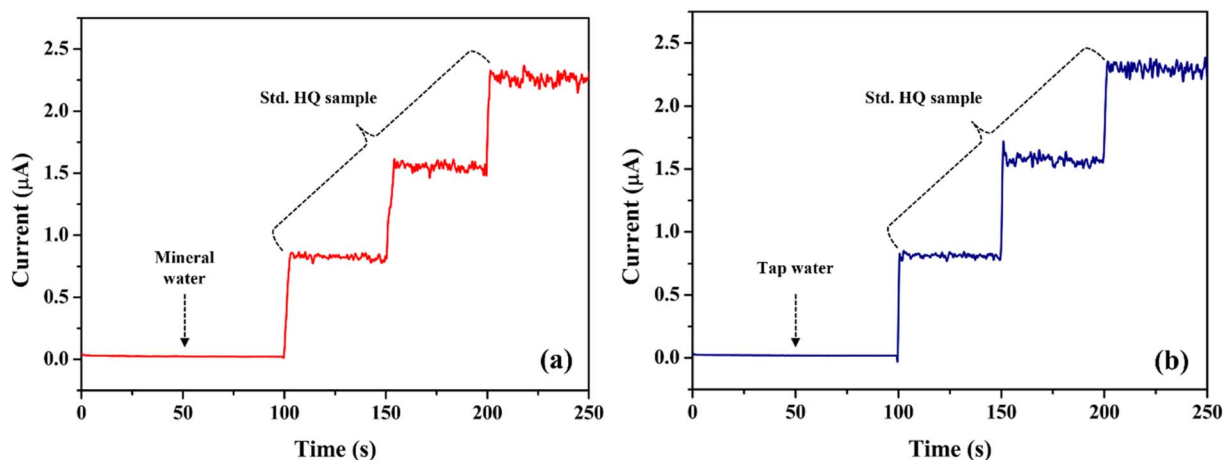 2.5
2.0
1.5
1.0
0.5
0.0
Current (µA)
Std. HQ sample
Mineral
water
(a)
0 50 100 150 200 250
Time (s)
2.5
2.0
1.5
1.0
0.5
0.0
Current (µA)
Std. HQ sample
Tap water
(b)
0 50 100 150 200 250
Time (s)